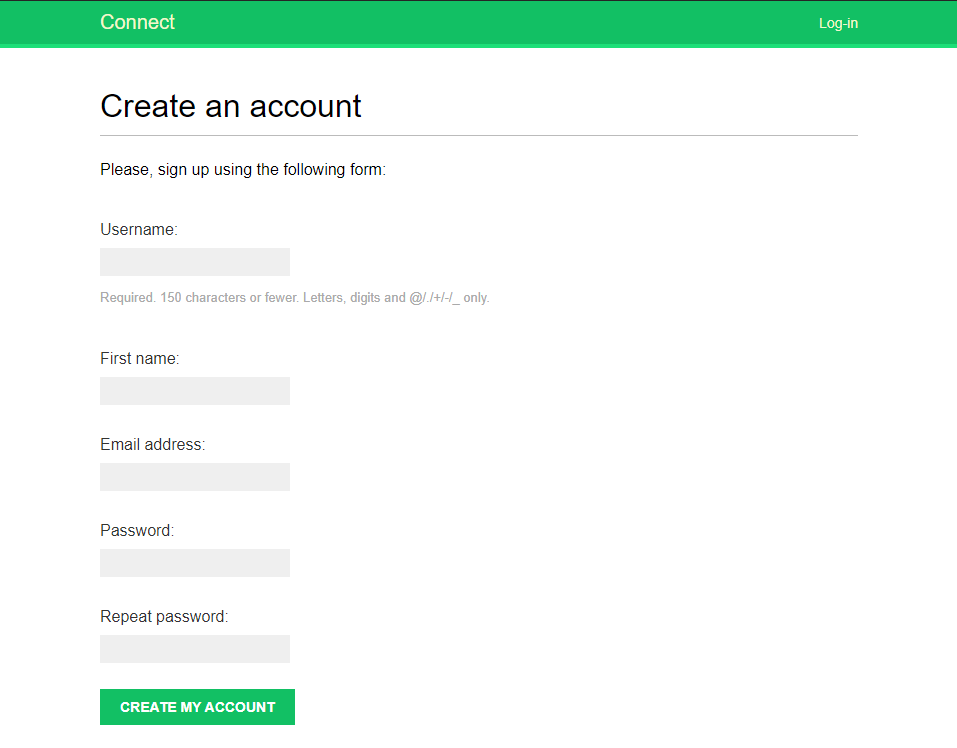 Connect
Log-in
Create an account
Please, sign up using the following form:
Username:
Required. 150 characters or fewer. Letters, digits and @/./+/-/_ only.
First name:
Email address:
Password:
Repeat password:
CREATE MY ACCOUNT